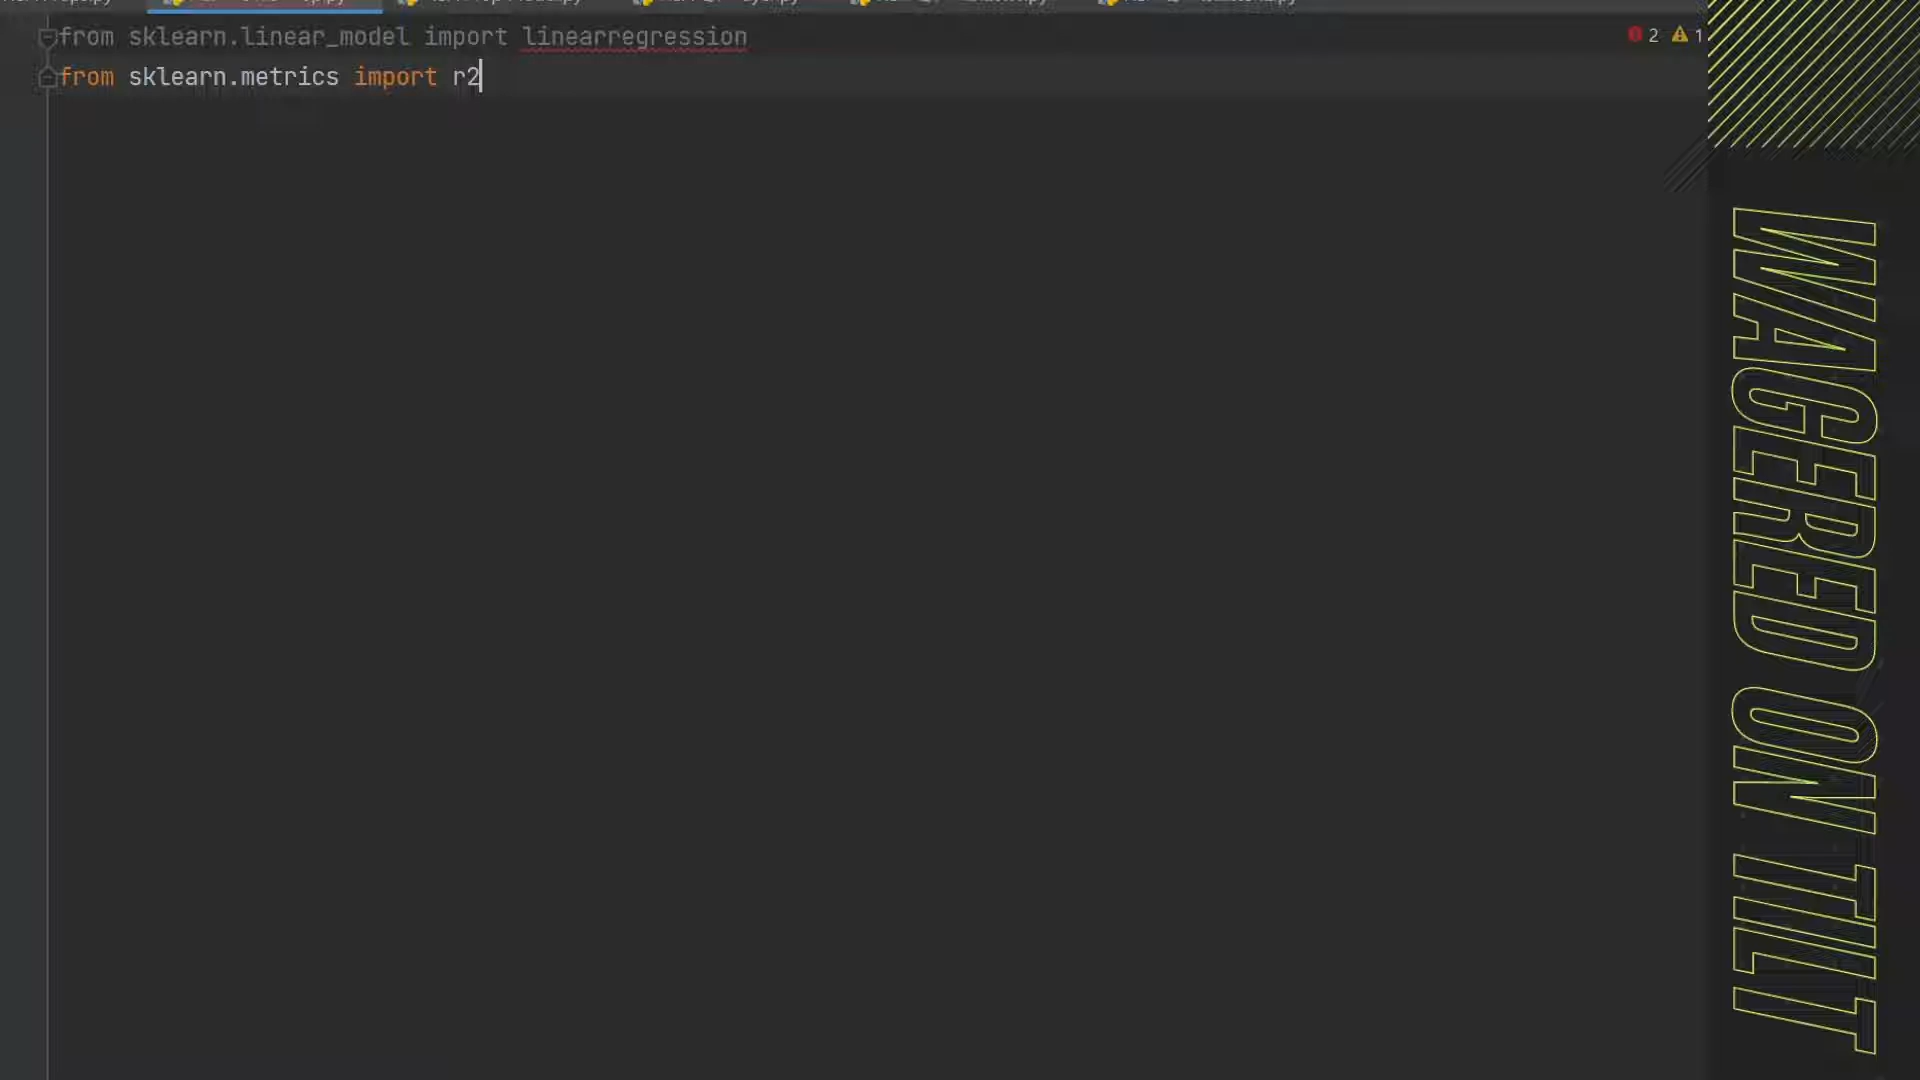 from sklearn.linear_model import linearregression
2 1
from sklearn.metrics import r2
WAGERED ON TILT